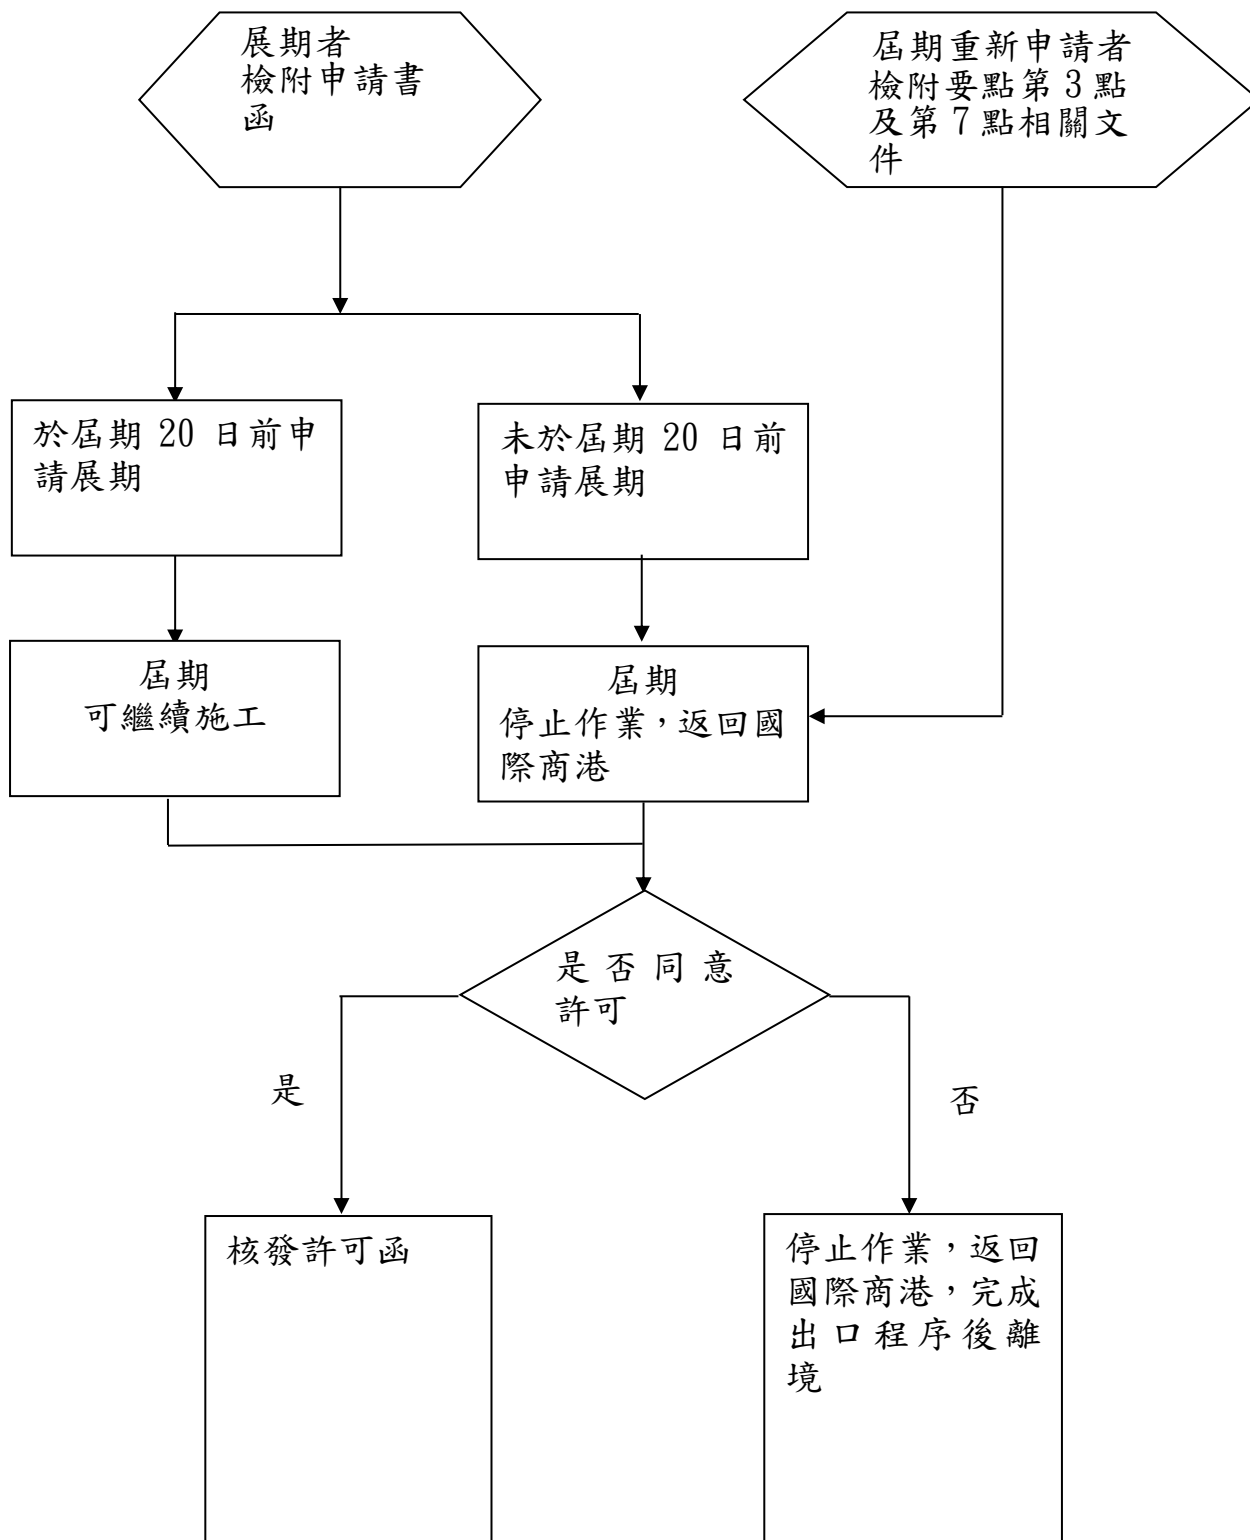 展期者
檢附申請書
函
屆期重新申請者
檢附要點第3點
及第7點相關文
件
於屆期 20 日前申
請展期
未於屆期 20 日前
申請展期
屆期
可繼續施工
屆期
停止作業，返回國
際商港
是否同意
許可
是
否
核發許可函
停止作業，返回
國際商港，完成
出口程序後離
境